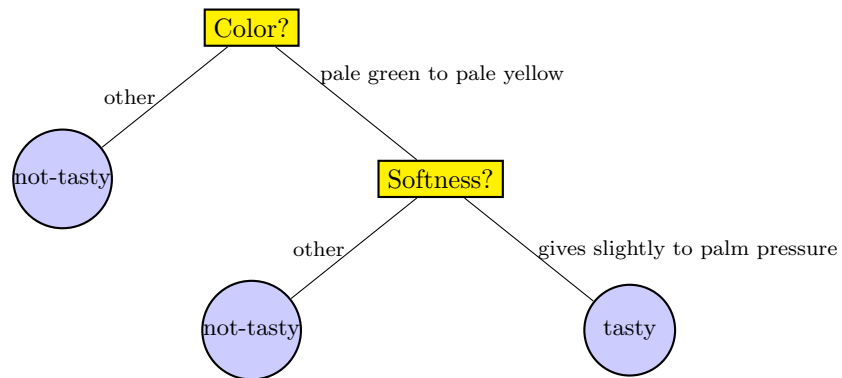 Color?
pale green to pale yellow
other
not-tasty
Softness?
other
gives slightly to palm pressure
not-tasty
tasty